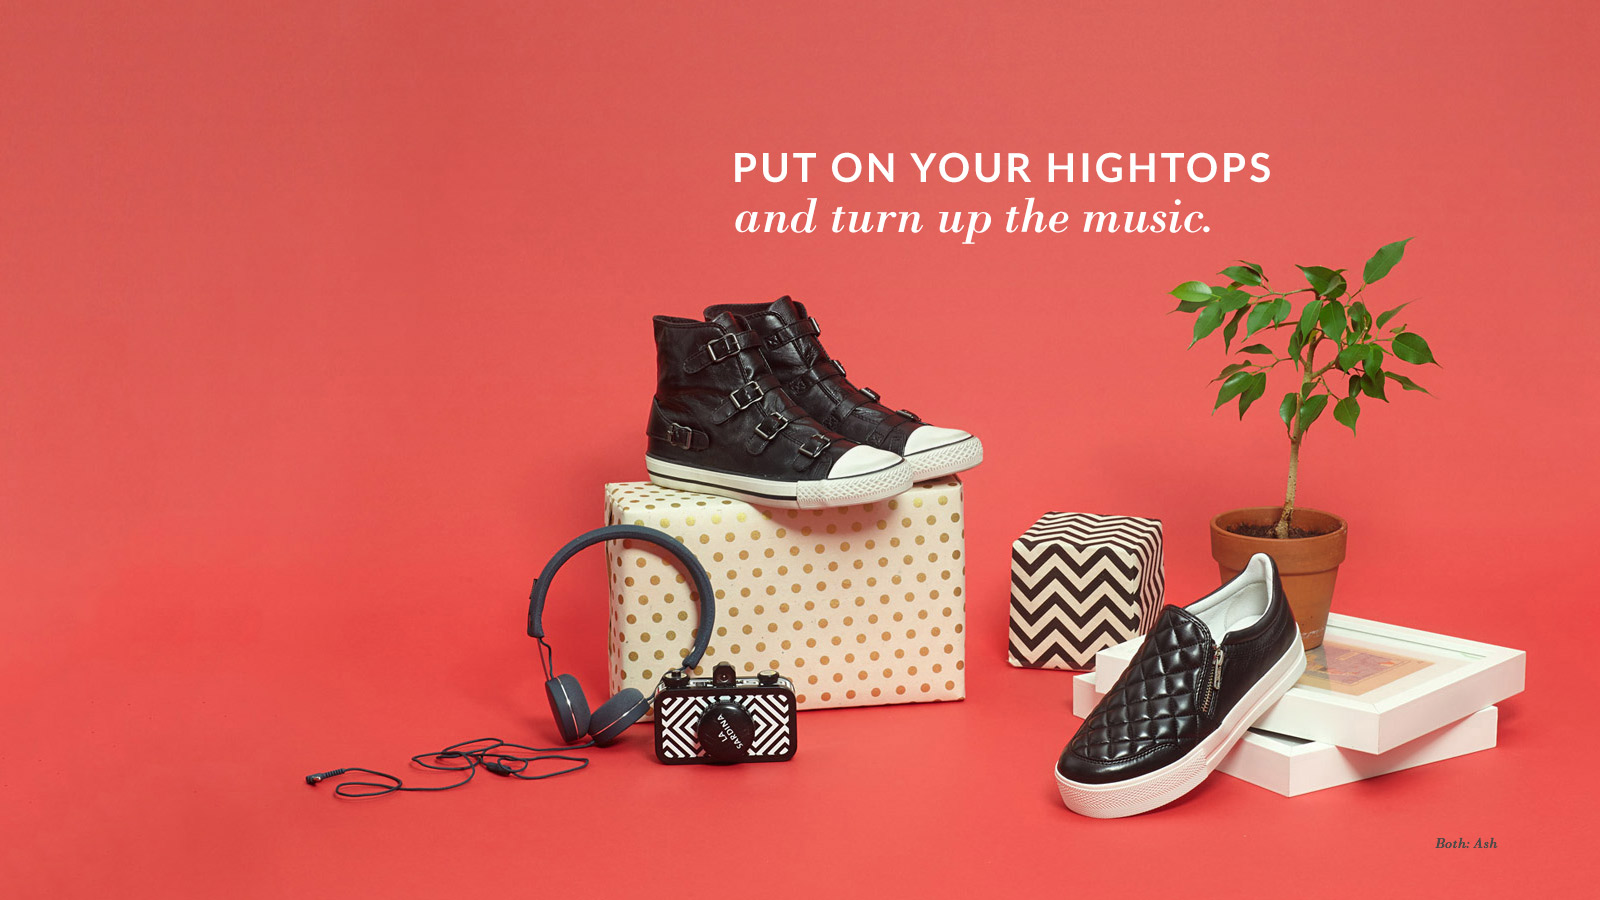 PUT ON YOUR HIGHTOPS
and turn up the music.
LA
SARDINA
Both: Ash